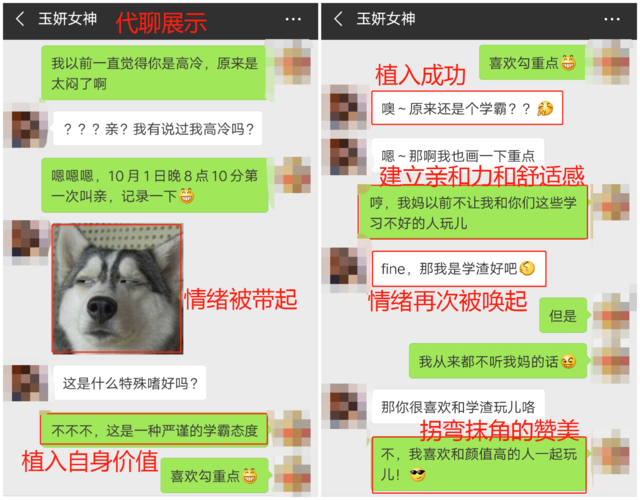 玉妍女神
代聊展示
我以前一直觉得你是高冷，原来是
太闷了啊
？？？亲？我有说过我高冷吗？
嗯嗯嗯，10月1日晚8点10分第
一次叫亲，记录一下
情绪被带起
这是什么特殊嗜好吗？
不不不，这是一种严谨的学霸态度
植入自身价值
喜欢勾重点
玉妍女神
喜欢勾重点
植入成功
噢～原来还是个学霸？？
嗯～那啊我也画一下重点
建立亲和力和舒适感
哼，我妈以前不让我和你们这些学
习不好的人玩儿
fine，那我是学渣好吧
情绪再次被唤起
但是
我从来都不听我妈的话
那你很喜欢和学渣玩儿咯
拐弯抹角的赞美
不，我喜欢和颜值高的人一起玩
儿！